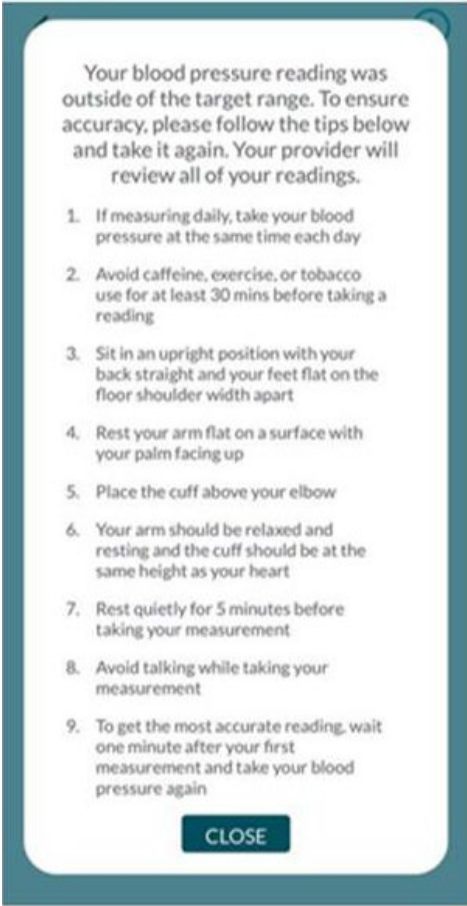 Your blood pressure reading was
outside of the target range. To ensure
accuracy, please follow the tips below
and take it again. Your provider will
review all of your readings.
1. If measuring daily, take your blood
pressure at the same time each day
2. Avoid caffeine, exercise, or tobacco
use for at least 30 mins before taking a
reading
3. Sit in an upright position with your
back straight and your feet flat on the
floor shoulder width apart
4. Rest your arm flat on a surface with
your palm facing up
5. Place the cuff above your elbow
6. Your arm should be relaxed and
resting and the cuff should be at the
same height as your heart
7. Rest quietly for 5 minutes before
taking your measurement
8. Avoid talking while taking your
measurement
9. To get the most accurate reading, wait
one minute after your first
measurement and take your blood
pressure again
CLOSE